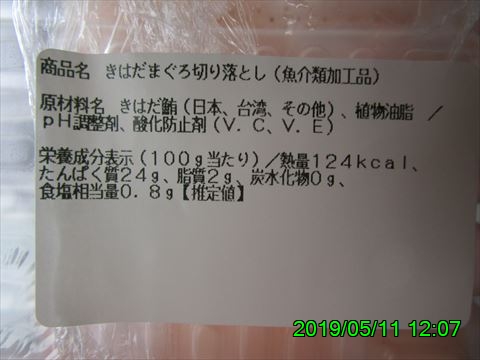 商品名 きはだまぐろ切り落とし（魚介類加工品）
原材料名 きはだ鮪（日本、台湾、その他）、植物油脂 ／
ｐＨ調整剤、酸化防止剤（Ｖ．Ｃ、Ｖ．Ｅ）
栄養成分表示（１００ｇ当たり）／熱量１２４ｋｃａｌ、
たんぱく質２４ｇ、脂質２ｇ、炭水化物０ｇ、
食塩相当量０．８ｇ【推定値】
2019/05/11 12:07